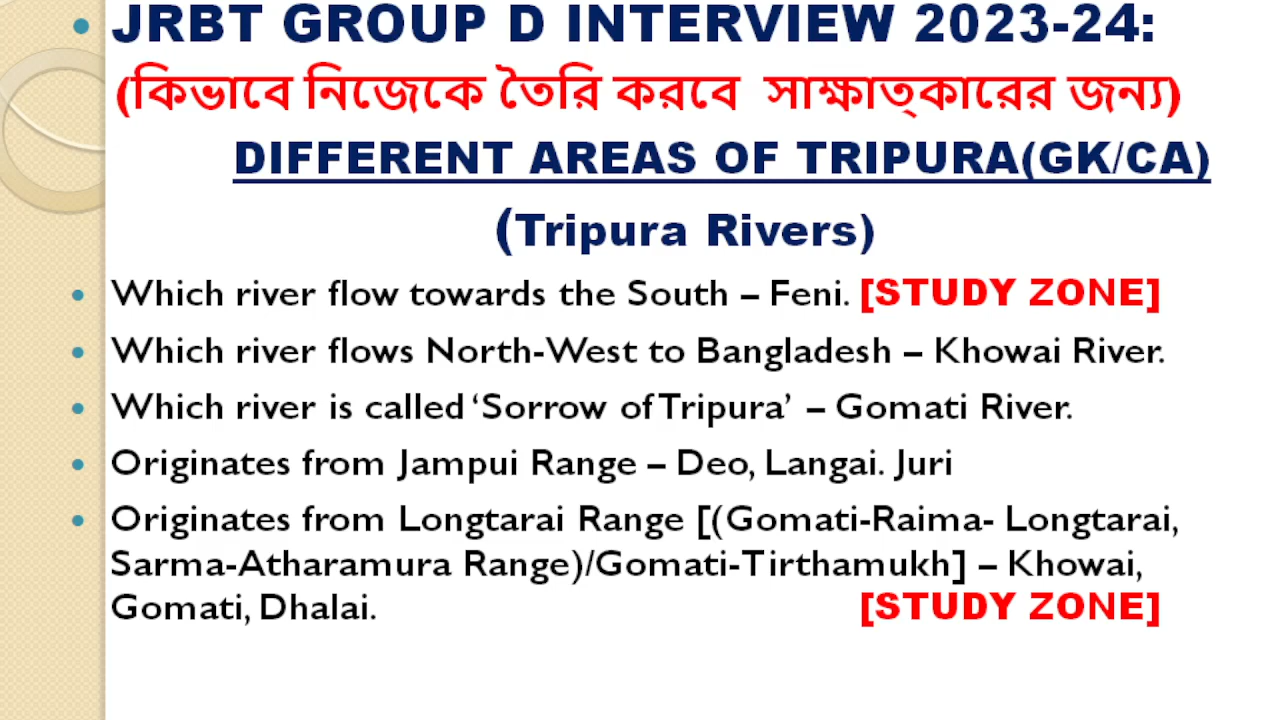 • JRBT GROUP D INTERVIEW 2023-24:
(কিভাবে নিজেকে তৈরি করবে সাক্ষাত্কারের জন্য)
DIFFERENT AREAS OF TRIPURA(GK/CA)
(Tripura Rivers)
• Which river flow towards the South – Feni. [STUDY ZONE]
• Which river flows North-West to Bangladesh – Khowai River.
• Which river is called ‘Sorrow of Tripura’ – Gomati River.
• Originates from Jampui Range – Deo, Langai. Juri
• Originates from Longtarai Range [(Gomati-Raima- Longtarai,
Sarma-Atharamura Range)/Gomati-Tirthamukh] – Khowai,
Gomati, Dhalai. [STUDY ZONE]